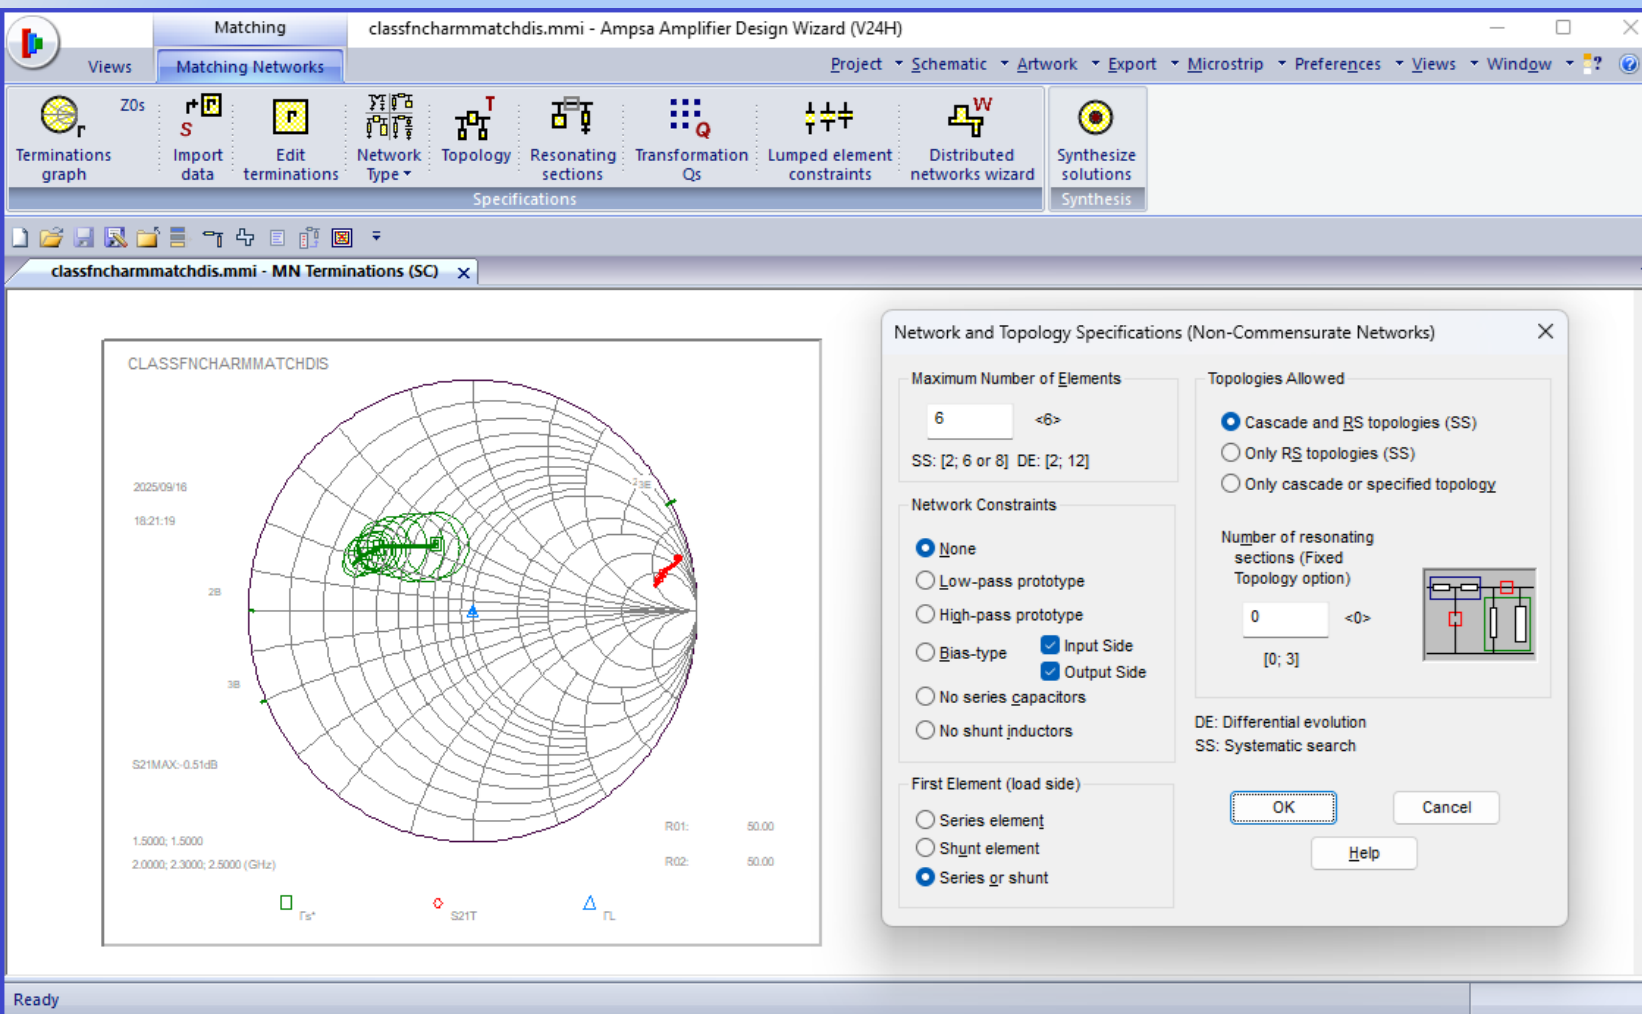 Matching
classfncharmmatchdis.mmi - Ampsa Amplifier Design Wizard (V24H)
Views
Matching Networks
Project Schematic Artwork Export Microstrip Preferences Views Window ?
Terminations graph
Z0s
Import data
Edit terminations
Network Type
Topology
Resonating sections
Transformation Qs
Lumped element constraints
Distributed networks wizard
Synthesize solutions
Specifications
Synthesis
classfncharmmatchdis.mmi - MN Terminations (SC)
CLASSFNCHARMMATCHDIS
2025/09/16
18:21:19
3E
2B
3B
S21MAX:-0.51dB
1.5000; 1.5000
2.0000; 2.3000; 2.5000 (GHz)
R01: 50.00
R02: 50.00
Γs*
S21T
ΓL
Network and Topology Specifications (Non-Commensurate Networks)
Maximum Number of Elements
6 <6>
SS: [2; 6 or 8] DE: [2; 12]
Network Constraints
None
Low-pass prototype
High-pass prototype
Bias-type
Input Side
Output Side
No series capacitors
No shunt inductors
First Element (load side)
Series element
Shunt element
Series or shunt
Topologies Allowed
Cascade and RS topologies (SS)
Only RS topologies (SS)
Only cascade or specified topology
Number of resonating
sections (Fixed
Topology option)
0 <0>
[0; 3]
DE: Differential evolution
SS: Systematic search
OK
Cancel
Help
Ready